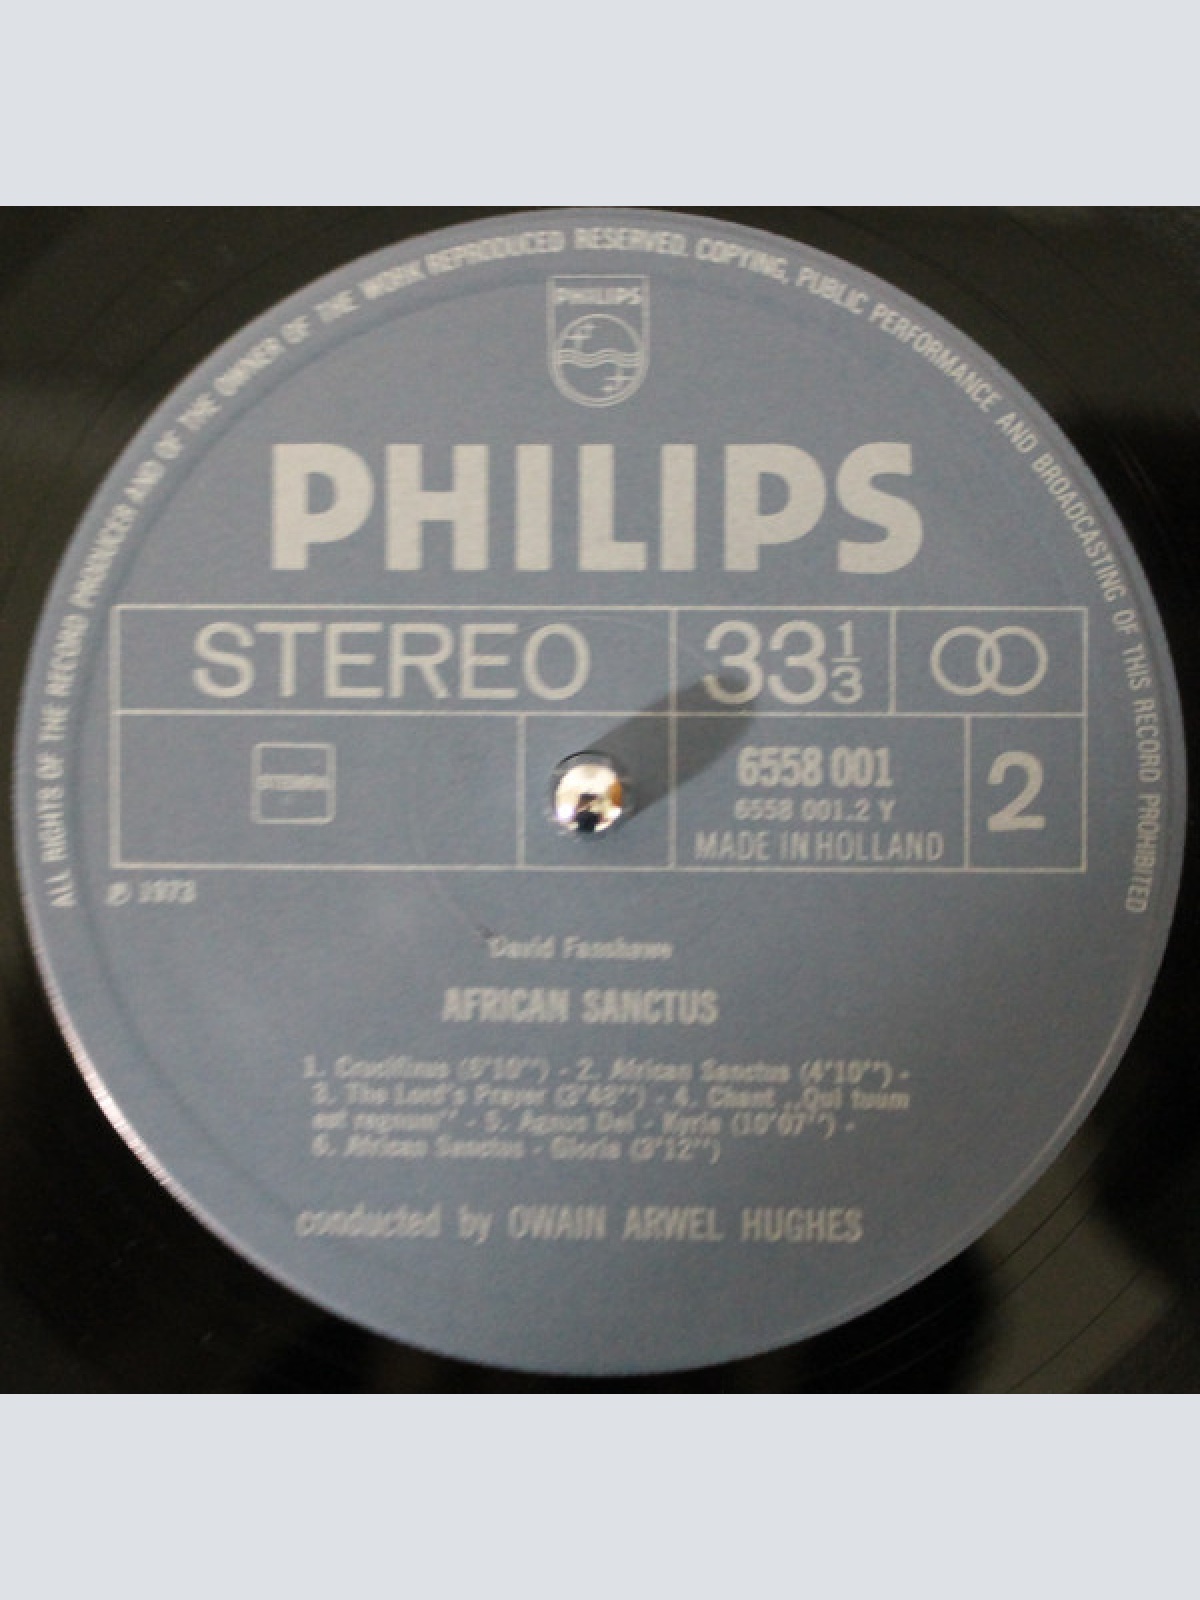 ALL RIGHTS OF THE RECORD PRODUCER AND OF THE OWNER OF THE WORK REPRODUCED RESERVED. COPYING, PUBLIC PERFORMANCE AND BROADCASTING OF THIS RECORD PROHIBITED
PHILIPS
PHILIPS
STEREO 33 1/3
STEMRA
6558 001
6558 001.2 Y
MADE IN HOLLAND
2
℗ 1973
David Fanshawe
AFRICAN SANCTUS
1. Crucifixus - 2. African Sanctus (4'10'') -
3. The Lord's Prayer (3'48'') - 4. Chant „Qui tuum
est regnum'' - 5. Agnus Dei - Kyrie (10'07'') -
6. African Sanctus - Gloria (3'12'')
conducted by OWAIN ARWEL HUGHES